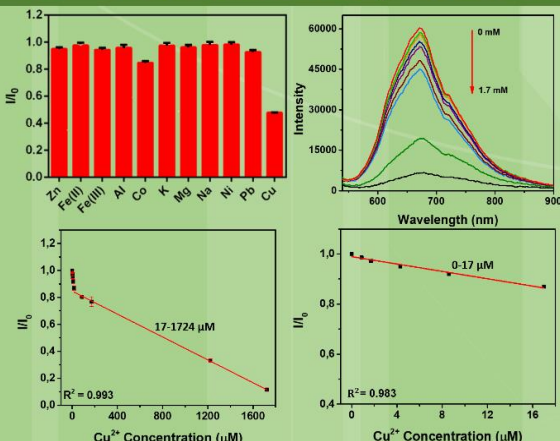 1.2
1.0
0.8
0.6
0.4
0.2
0.0
I/I₀
Zn
Fe(II)
Fe(III)
Al
Co
K
Mg
Na
Ni
Pb
Cu
60000
45000
30000
15000
0
Intensity
0 mM
1.7 mM
600
700
800
900
Wavelength (nm)
1,2
1,0
0,8
0,6
0,4
0,2
0,0
I/I₀
17-1724 µM
R² = 0.993
0
400
800
1200
1600
Cu²⁺ Concentration (µM)
1,2
1,0
0,8
0,6
0,4
I/I₀
0-17 µM
R² = 0.983
0
4
8
12
16
Cu²⁺ Concentration (µM)